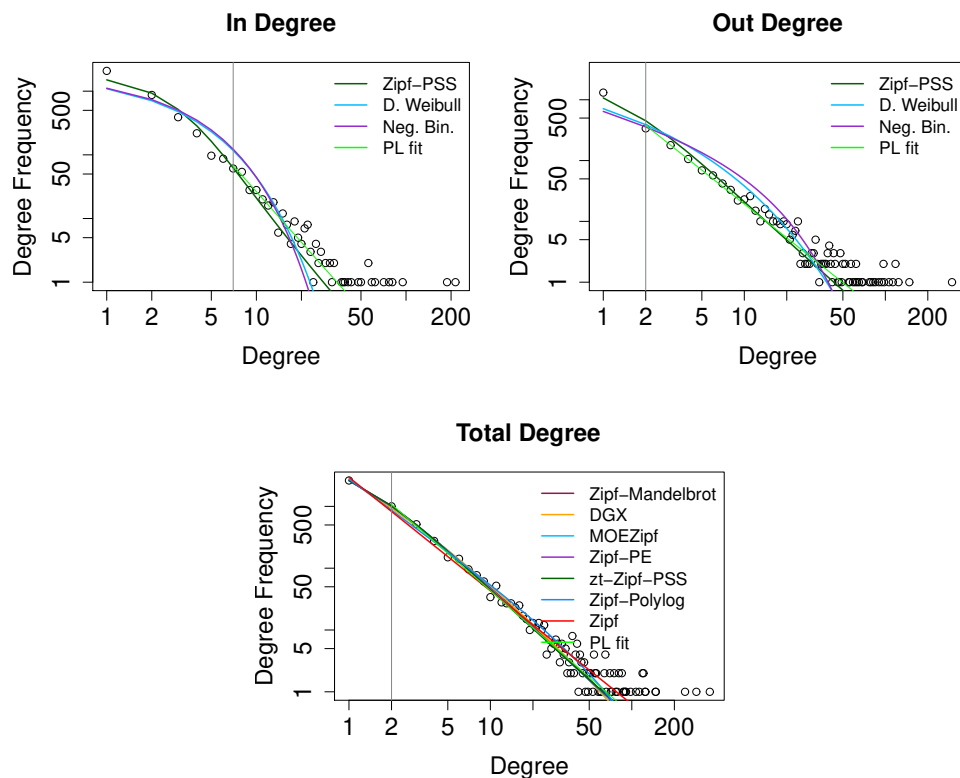 In Degree
Degree Frequency
500
50
5
1
Zipf−PSS
D. Weibull
Neg. Bin.
PL fit
1 2 5 10 50 200
Degree
Out Degree
Degree Frequency
500
50
5
1
Zipf−PSS
D. Weibull
Neg. Bin.
PL fit
1 2 5 10 50 200
Degree
Total Degree
Degree Frequency
500
50
5
1
Zipf−Mandelbrot
DGX
MOEZipf
Zipf−PE
zt−Zipf−PSS
Zipf−Polylog
Zipf
PL fit
1 2 5 10 50 200
Degree